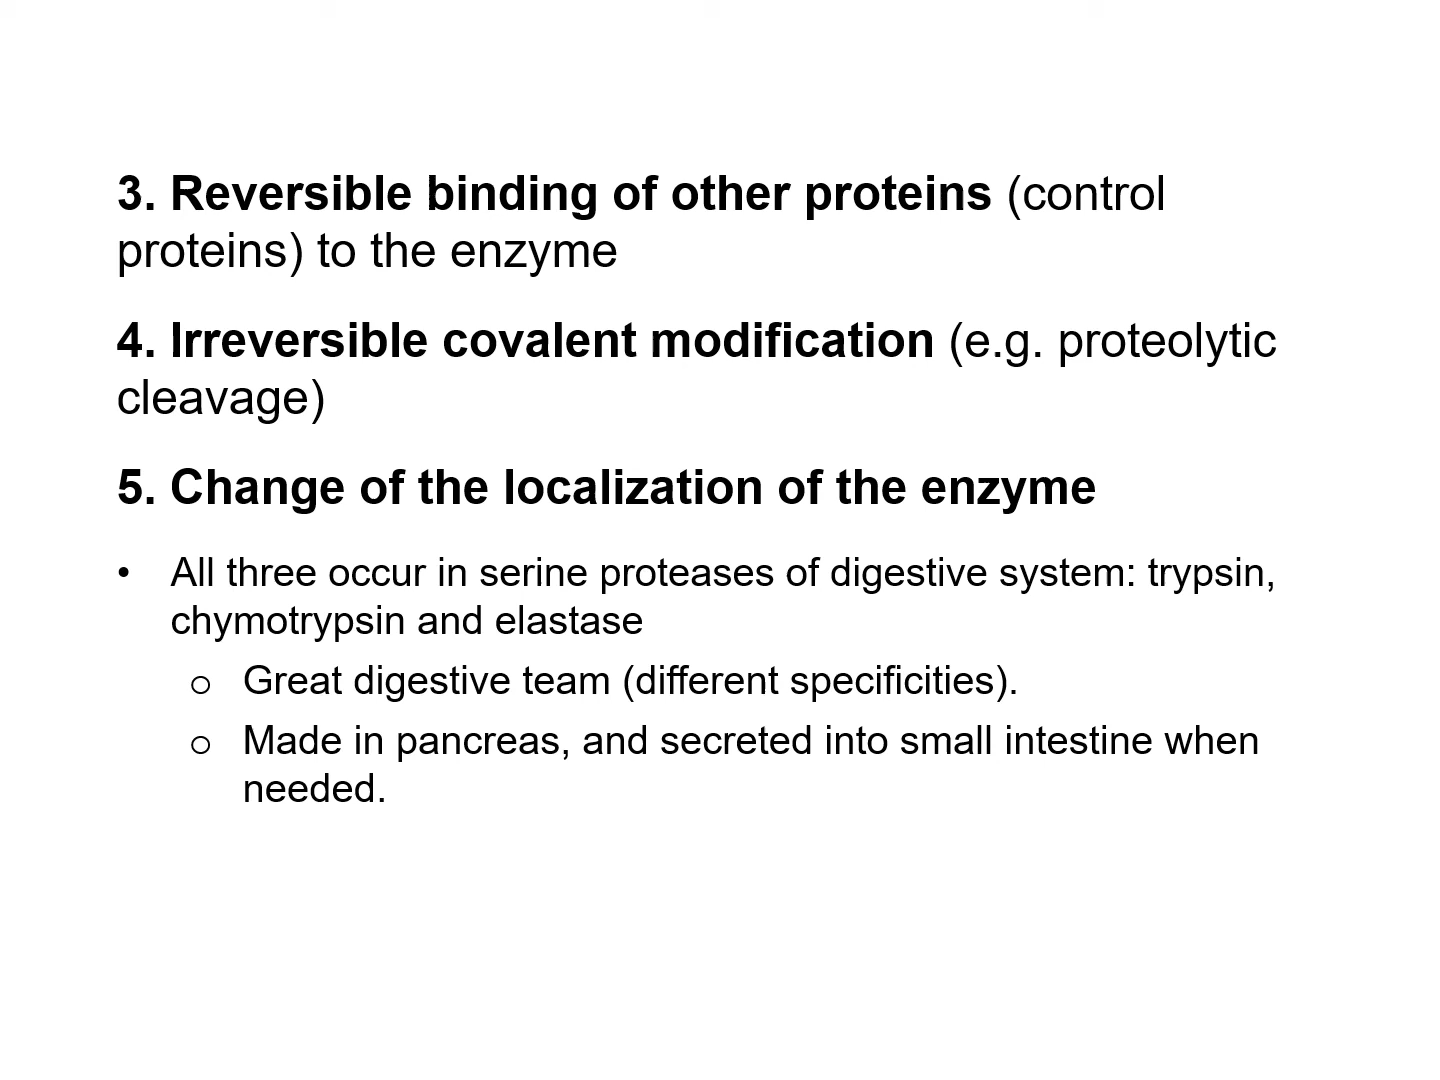 3. Reversible binding of other proteins (control
proteins) to the enzyme
4. Irreversible covalent modification (e.g. proteolytic
cleavage)
5. Change of the localization of the enzyme
• All three occur in serine proteases of digestive system: trypsin,
chymotrypsin and elastase
o Great digestive team (different specificities).
o Made in pancreas, and secreted into small intestine when
needed.